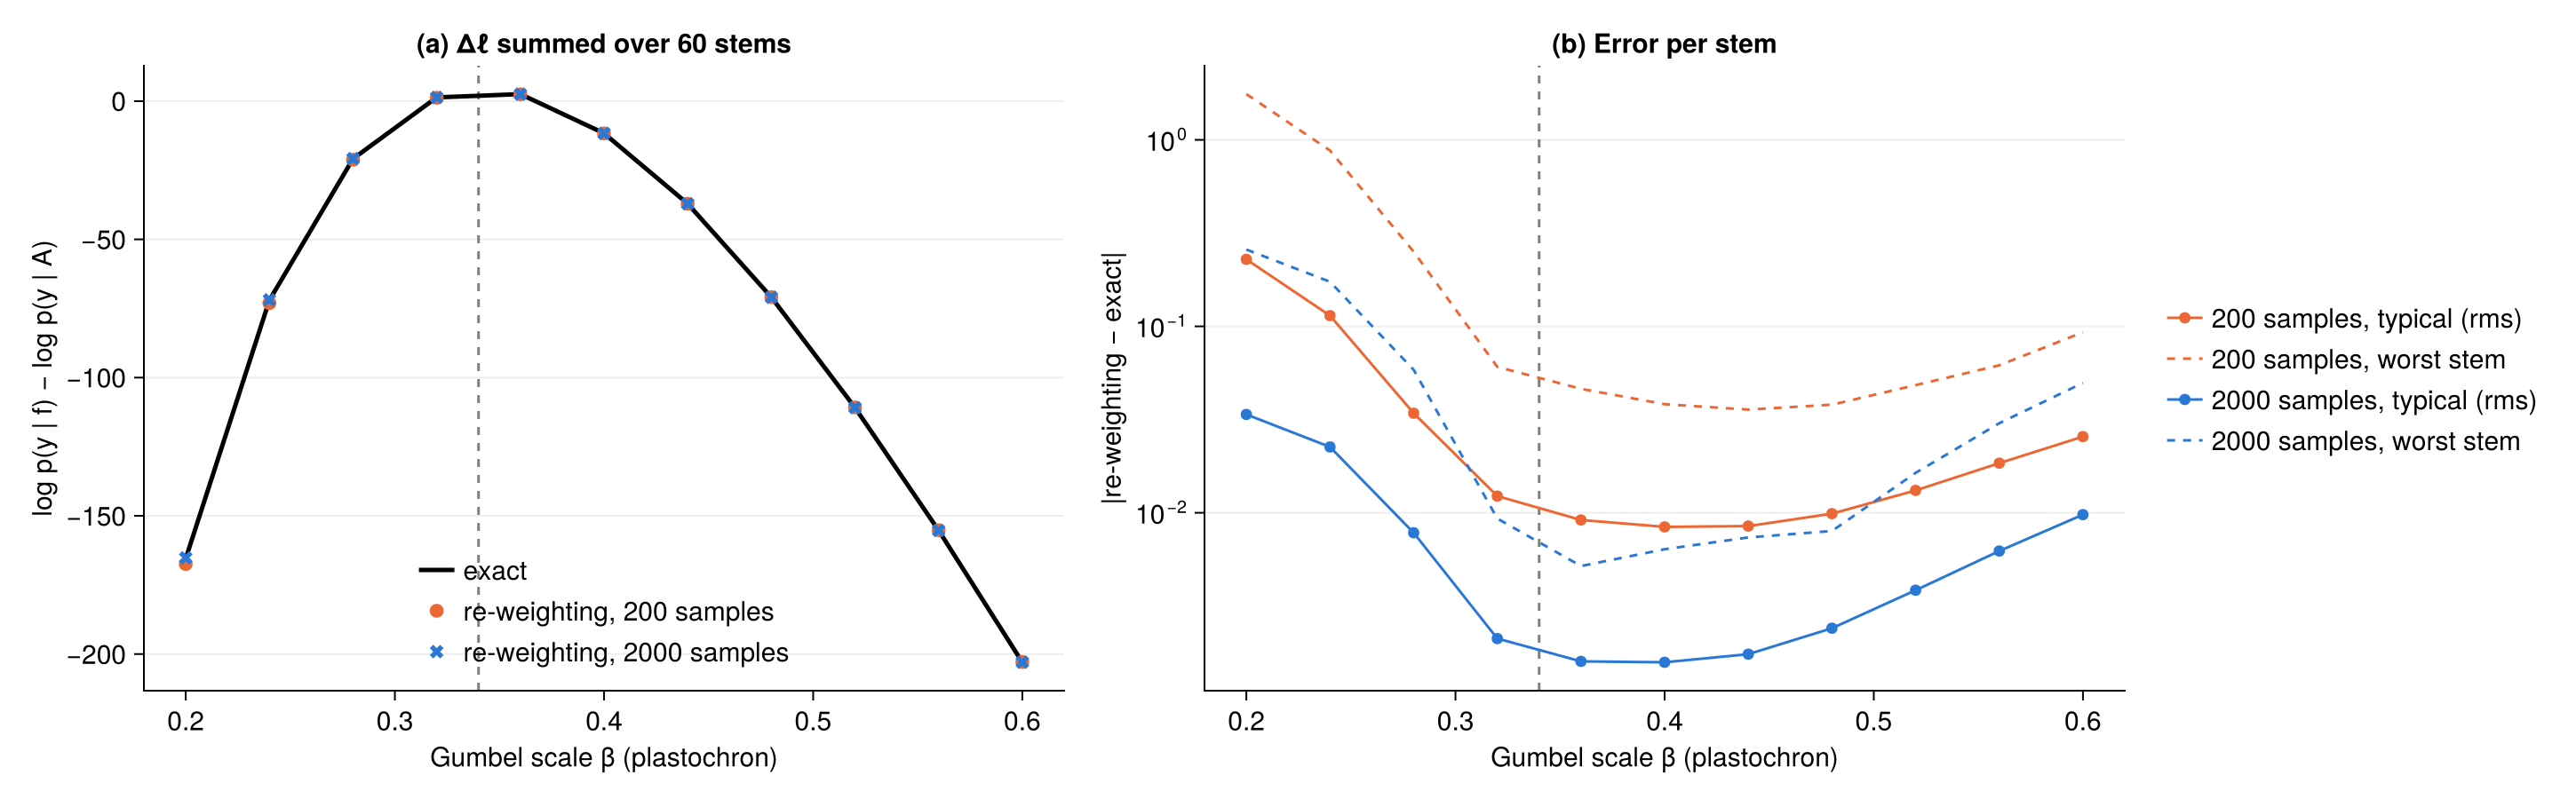 (a) Δℓ summed over 60 stems
log p(y | f) − log p(y | A)
0
−50
−100
−150
−200
exact
re-weighting, 200 samples
re-weighting, 2000 samples
0.2
0.3
0.4
0.5
0.6
Gumbel scale β (plastochron)
(b) Error per stem
|re-weighting − exact|
10⁰
10⁻¹
10⁻²
0.2
0.3
0.4
0.5
0.6
Gumbel scale β (plastochron)
200 samples, typical (rms)
200 samples, worst stem
2000 samples, typical (rms)
2000 samples, worst stem